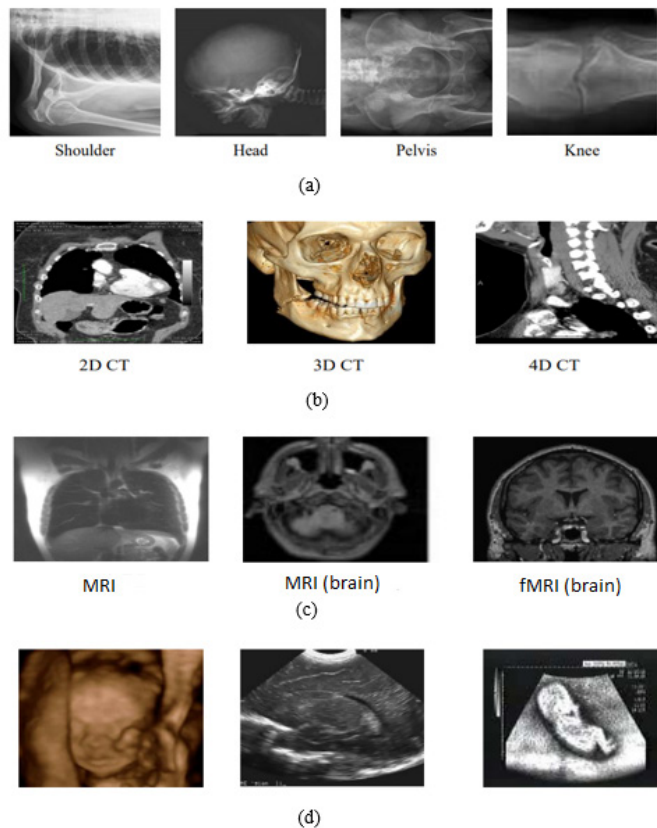 Shoulder
Head
Pelvis
Knee
(a)
2D CT
3D CT
4D CT
(b)
MRI
MRI (brain)
fMRI (brain)
(c)
(d)